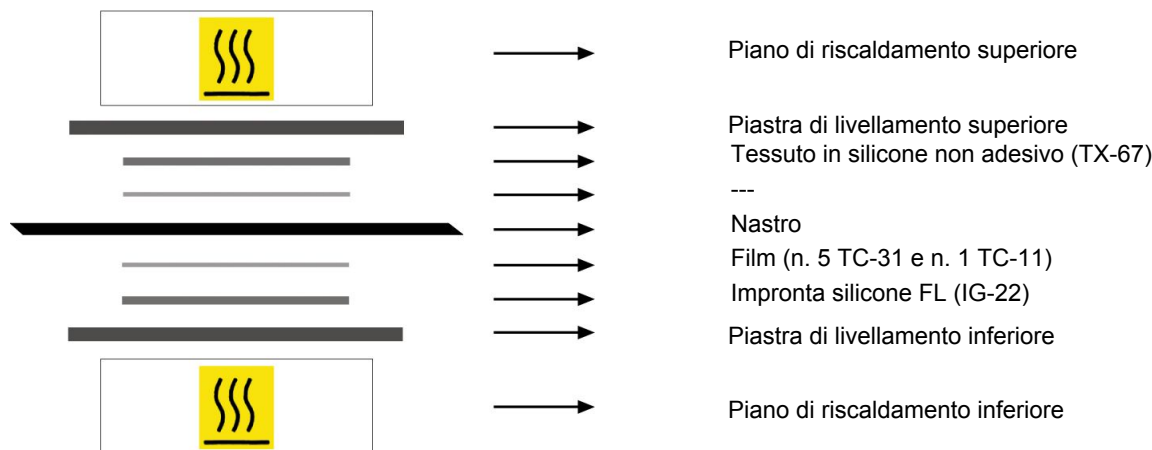 Piano di riscaldamento superiore
Piastra di livellamento superiore
Tessuto in silicone non adesivo (TX-67)
---
Nastro
Film (n. 5 TC-31 e n. 1 TC-11)
Impronta silicone FL (IG-22)
Piastra di livellamento inferiore
Piano di riscaldamento inferiore